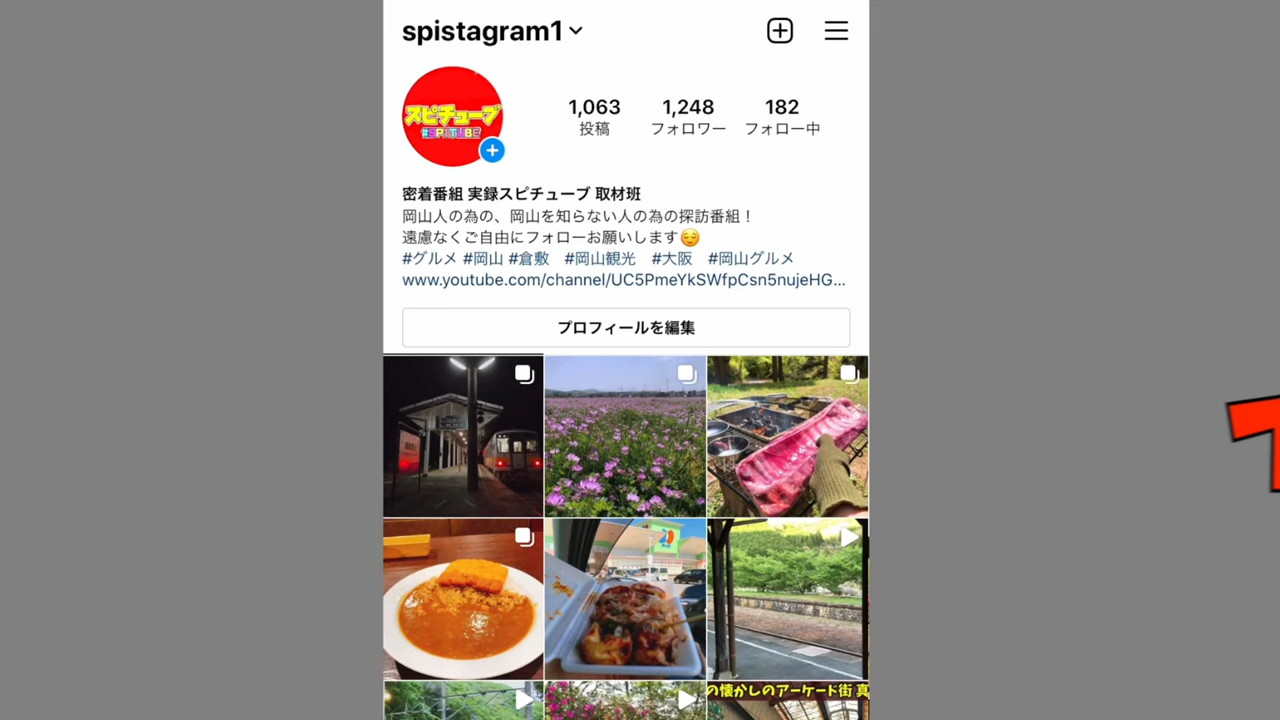 spistagram1
スピチューブ
#SPITUBE
1,063 1,248 182
投稿 フォロワー フォロー中
密着番組 実録スピチューブ 取材班
岡山人の為の、岡山を知らない人の為の探訪番組！
遠慮なくご自由にフォローお願いします😌
#グルメ #岡山 #倉敷　#岡山観光　#大阪　#岡山グルメ
www.youtube.com/channel/UC5PmeYkSWfpCsn5nujeHG...
プロフィールを編集
の懐かしのアーケード街 真